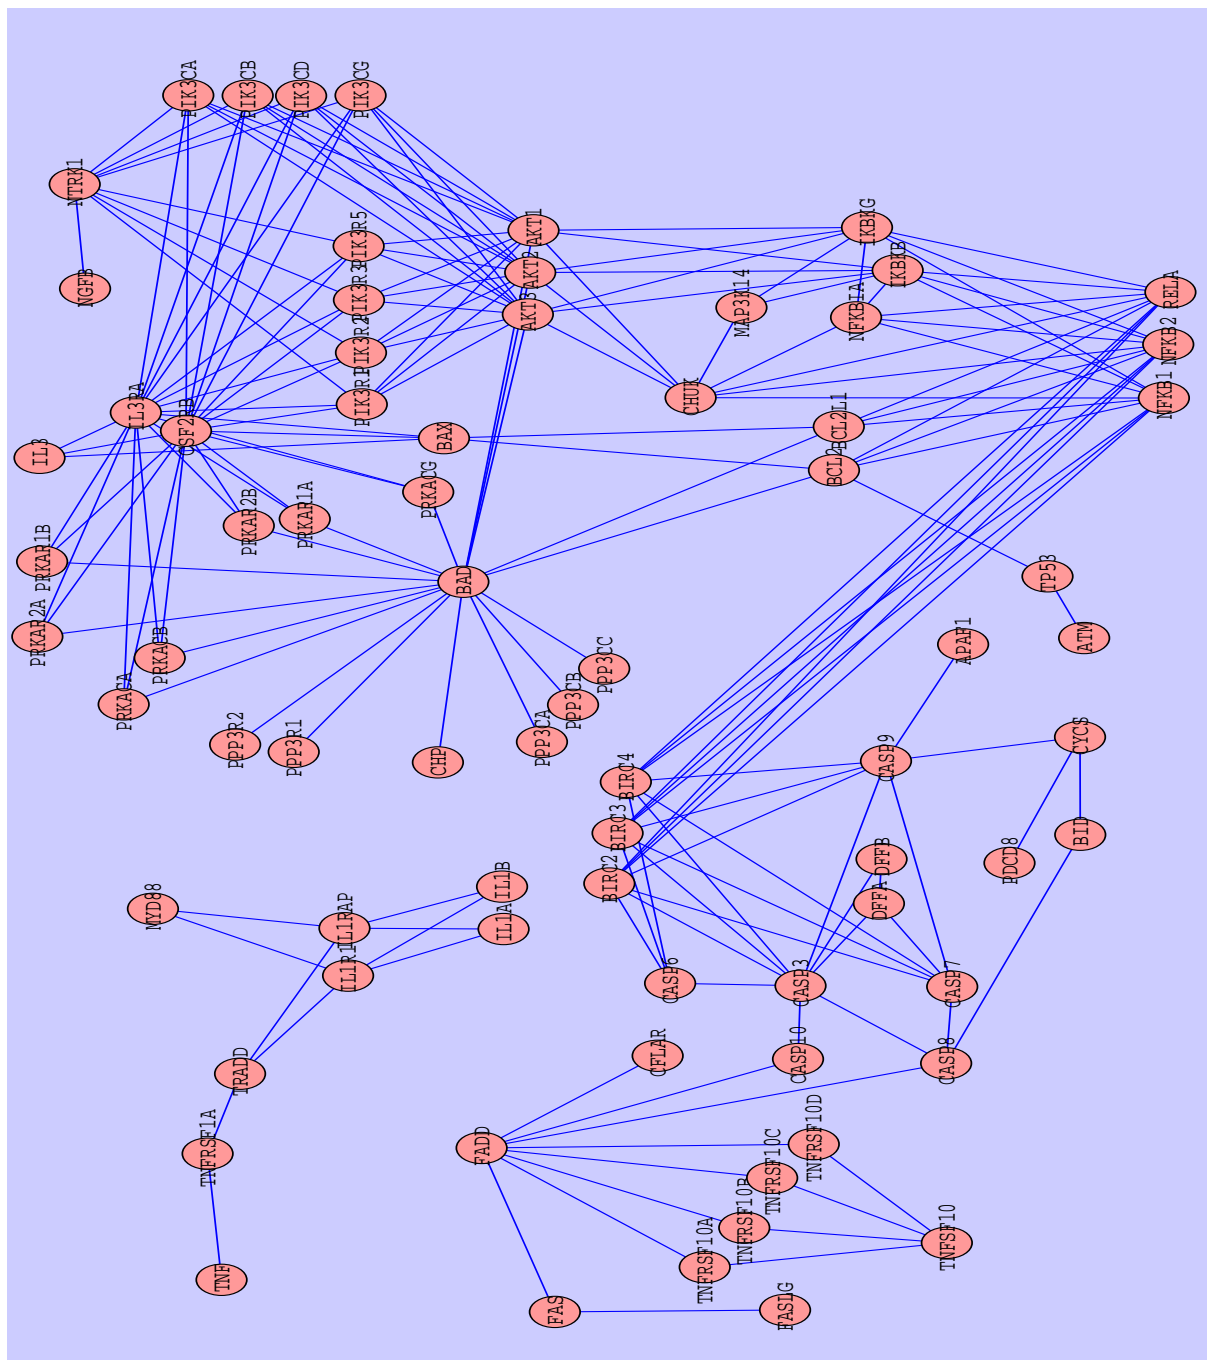 PIK3CA
PIK3CB
PIK3CD
PIK3CG
NTRK1
NGFB
PIK3R5
PIK3R3
PIK3R2
PIK3R1
AKT1
AKT2
AKT3
IKBKG
IKBKB
MAP3K14
NFKBIA
RELA
NFKB2
NFKB1
CHUK
IL3RA
CSF2RB
IL3
BAX
BCL2L1
BCL2
PRKACG
PRKAR2B
PRKAR1A
PRKAR1B
PRKAR2A
PRKACB
PRKACA
BAD
TP53
ATM
APAF1
PPP3CC
PPP3CB
PPP3CA
PPP3R2
PPP3R1
CHP
BIRC4
BIRC3
BIRC2
CASP9
CYCS
BID
PDCD8
DFFB
DFFA
MYD88
IL1RAP
IL1R1
IL1B
IL1A
CASP6
CASP3
CASP7
CASP10
CASP8
CFLAR
TRADD
TNFRSF1A
TNF
FADD
TNFRSF10D
TNFRSF10C
TNFRSF10B
TNFRSF10A
TNFSF10
FAS
FASLG